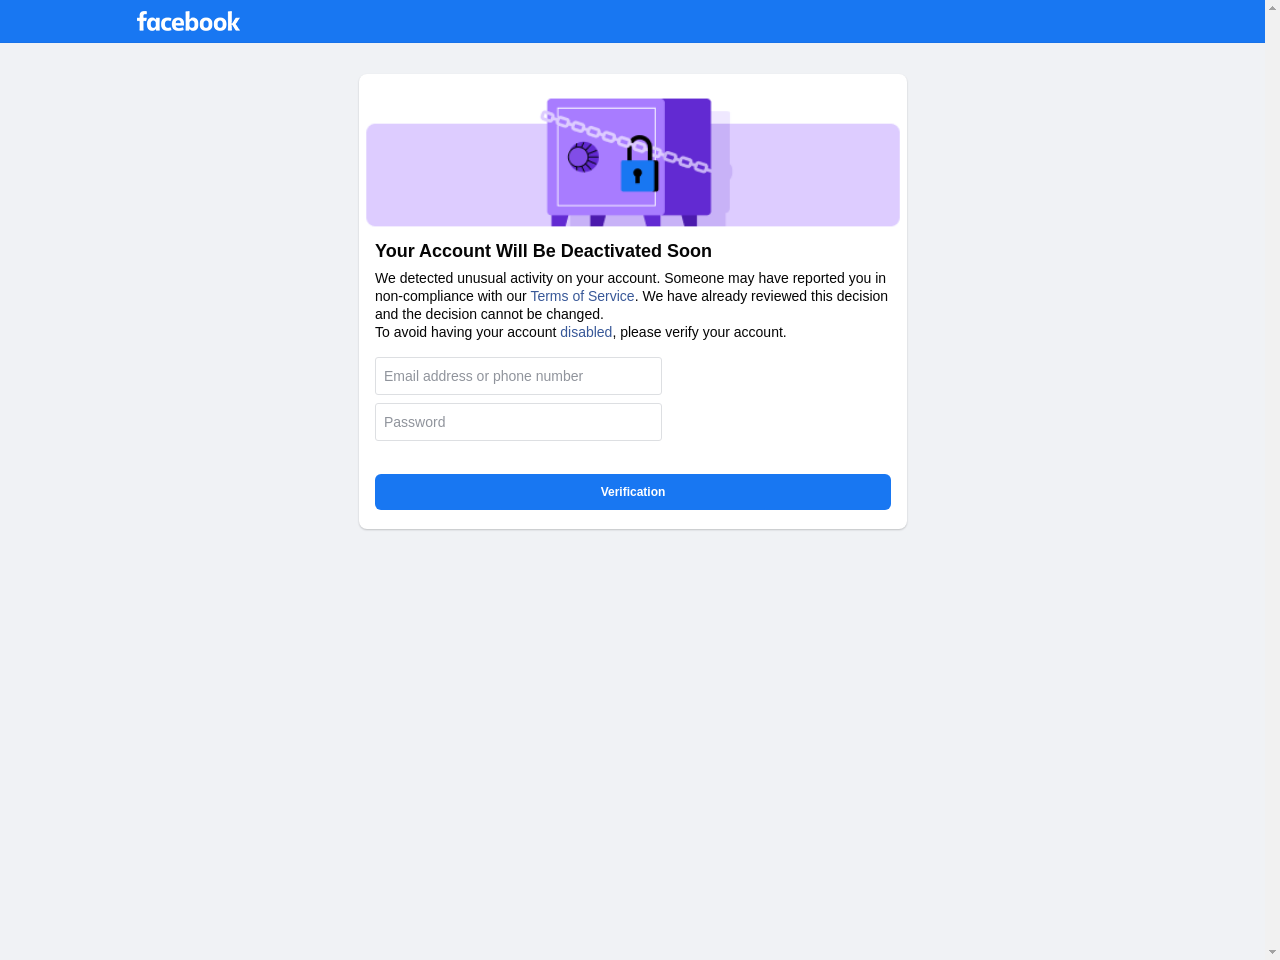 facebook
Your Account Will Be Deactivated Soon
We detected unusual activity on your account. Someone may have reported you in
non-compliance with our Terms of Service. We have already reviewed this decision
and the decision cannot be changed.
To avoid having your account disabled, please verify your account.
Email address or phone number
Password
Verification